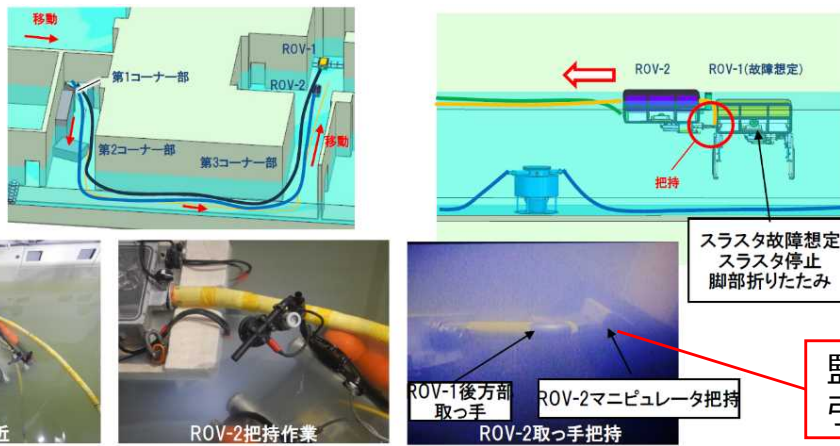 移動
ROV-1
第1コーナー部
ROV-2
第2コーナー部
第3コーナー部
移動
ROV-2
ROV-1(故障想定)
把持
スラスタ故障想定
スラスタ停止
脚部折りたたみ
近
ROV-2把持作業
ROV-1後方部
取っ手
ROV-2マニピュレータ把持
ROV-2取っ手把持
監